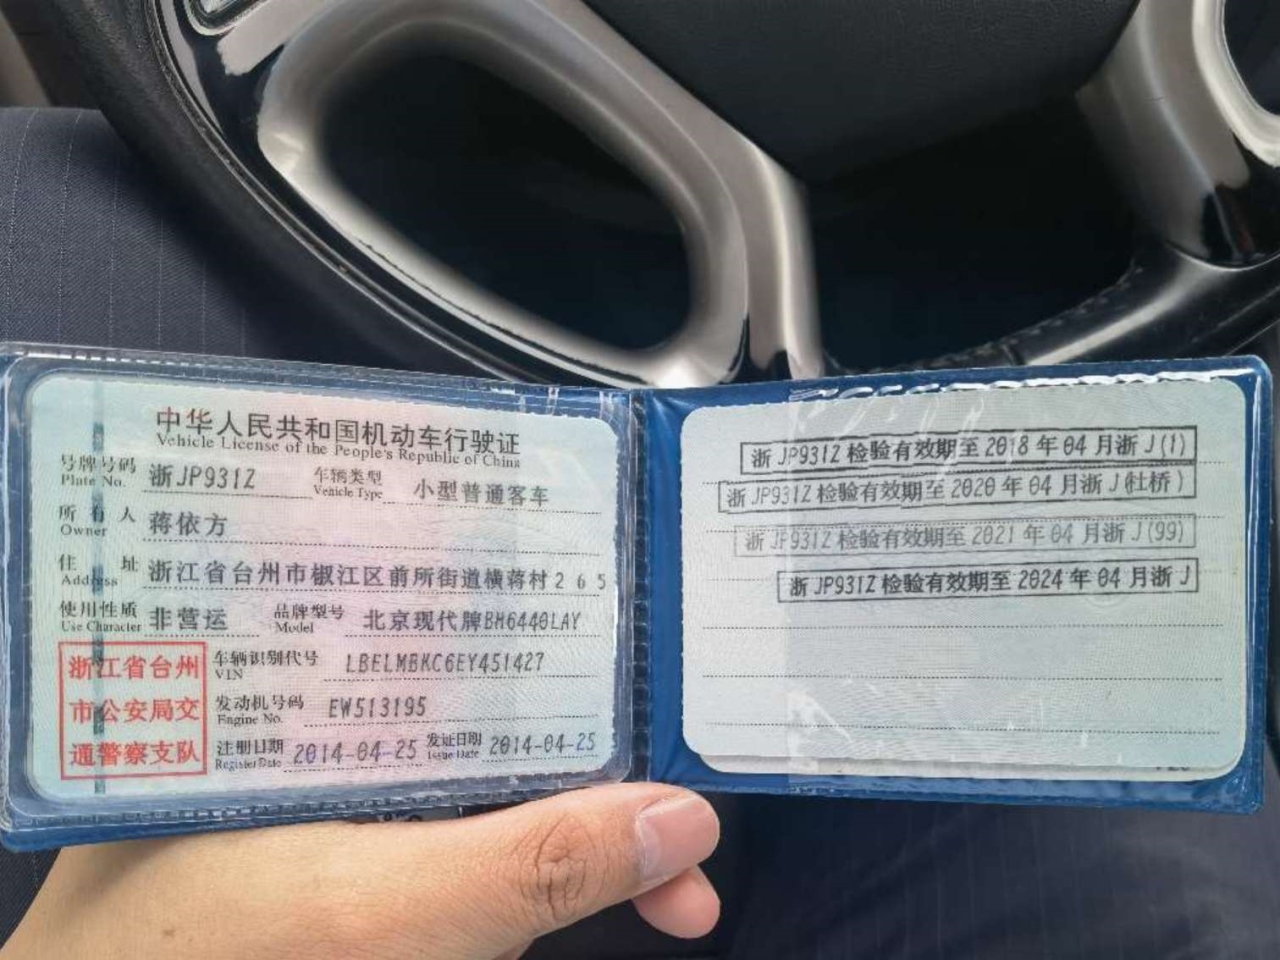 中华人民共和国机动车行驶证
Vehicle License of the People's Republic of China
号牌号码 浙JP931Z 车辆类型 小型普通客车
Plate No. Vehicle Type
所有人 蒋依方
Owner
住址 浙江省台州市椒江区前所街道横蒋村265
Address
使用性质 非营运 品牌型号 北京现代牌BH6440LAY
Use Character Model
浙江省台州
市公安局交
通警察支队
车辆识别代号 LBELMBKC6EY451427
VIN
发动机号码 EW513195
Engine No.
注册日期 2014-04-25 发证日期 2014-04-25
Register Date Issue Date
浙JP931Z检验有效期至2018年04月浙J(1)
浙JP931Z检验有效期至2020年04月浙J(杜桥)
浙JP931Z检验有效期至2021年04月浙J(99)
浙JP931Z检验有效期至2024年04月浙J